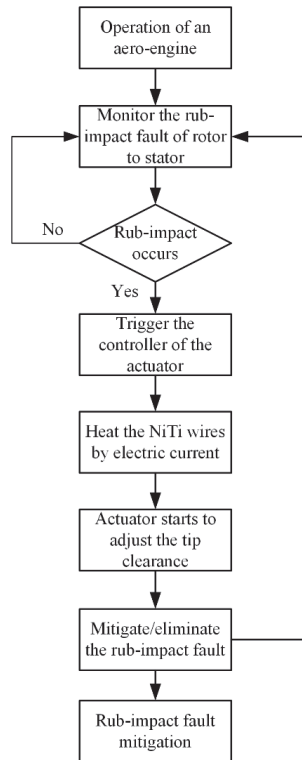 Operation of an
aero-engine
Monitor the rub-
impact fault of rotor
to stator
No
Rub-impact
occurs
Yes
Trigger the
controller of the
actuator
Heat the NiTi wires
by electric current
Actuator starts to
adjust the tip
clearance
Mitigate/eliminate
the rub-impact fault
Rub-impact fault
mitigation